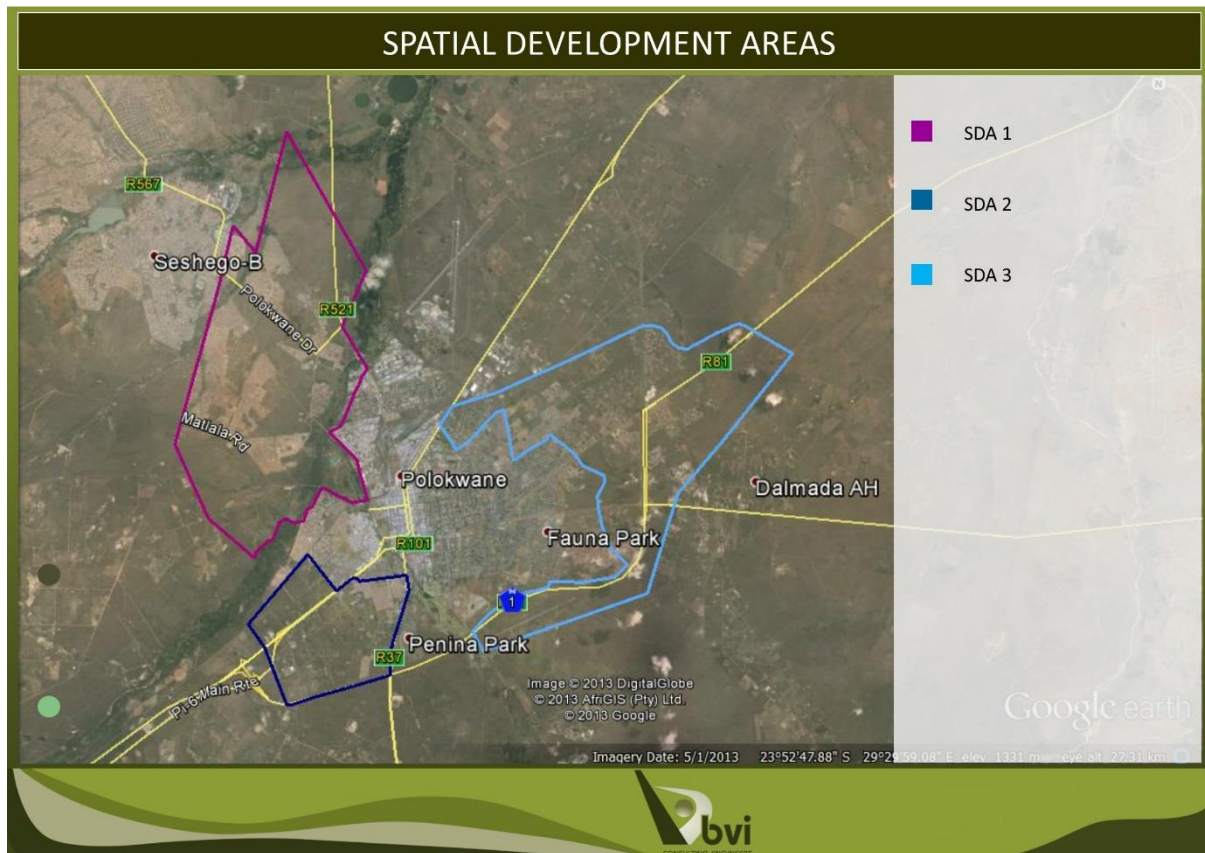 SPATIAL DEVELOPMENT AREAS
N
SDA 1
SDA 2
SDA 3
R567
Seshego-B
Polokwane Dr
R521
R81
Matlala Rd
Polokwane
Dalmada AH
Fauna Park
R101
N
1
Penina Park
R37
Main Rte
Image © 2013 DigitalGlobe
© 2013 AfriGIS (Pty) Ltd.
© 2013 Google
Google earth
Imagery Date: 5/1/2013 23°52'47.88" S 29°29'59.08" E elev 1331 m eye alt 27.31 km
bvi
CONSULTING ENGINEERS